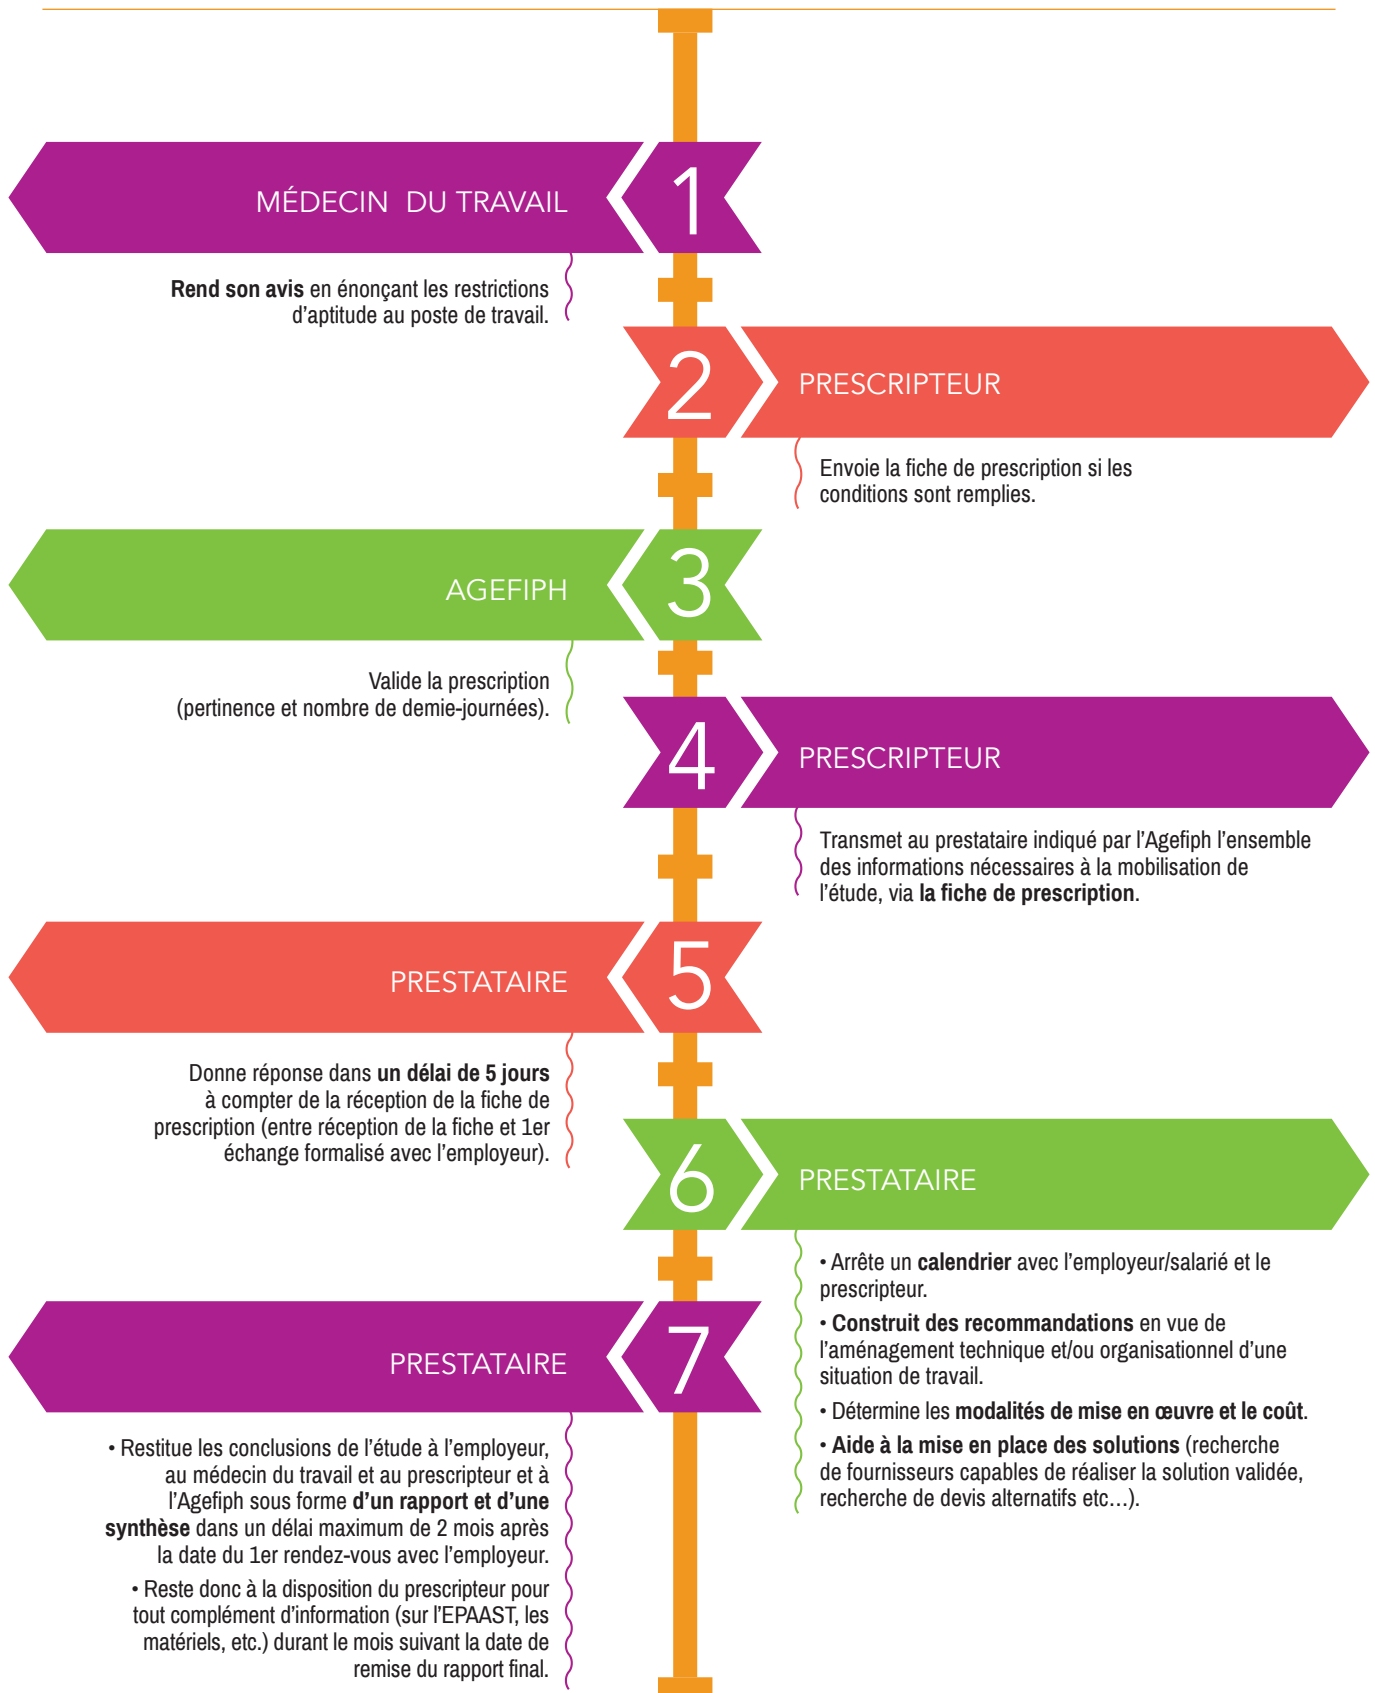 1
MÉDECIN DU TRAVAIL
Rend son avis en énonçant les restrictions
d’aptitude au poste de travail.
2
PRESCRIPTEUR
Envoie la fiche de prescription si les
conditions sont remplies.
3
AGEFIPH
Valide la prescription
(pertinence et nombre de demie-journées).
4
PRESCRIPTEUR
Transmet au prestataire indiqué par l’Agefiph l’ensemble
des informations nécessaires à la mobilisation de
l’étude, via la fiche de prescription.
5
PRESTATAIRE
Donne réponse dans un délai de 5 jours
à compter de la réception de la fiche de
prescription (entre réception de la fiche et 1er
échange formalisé avec l’employeur).
6
PRESTATAIRE
• Arrête un calendrier avec l’employeur/salarié et le
prescripteur.
• Construit des recommandations en vue de
l’aménagement technique et/ou organisationnel d’une
situation de travail.
• Détermine les modalités de mise en œuvre et le coût.
• Aide à la mise en place des solutions (recherche
de fournisseurs capables de réaliser la solution validée,
recherche de devis alternatifs etc…).
7
PRESTATAIRE
• Restitue les conclusions de l’étude à l’employeur,
au médecin du travail et au prescripteur et à
l’Agefiph sous forme d’un rapport et d’une
synthèse dans un délai maximum de 2 mois après
la date du 1er rendez-vous avec l’employeur.
• Reste donc à la disposition du prescripteur pour
tout complément d’information (sur l’EPAAST, les
matériels, etc.) durant le mois suivant la date de
remise du rapport final.